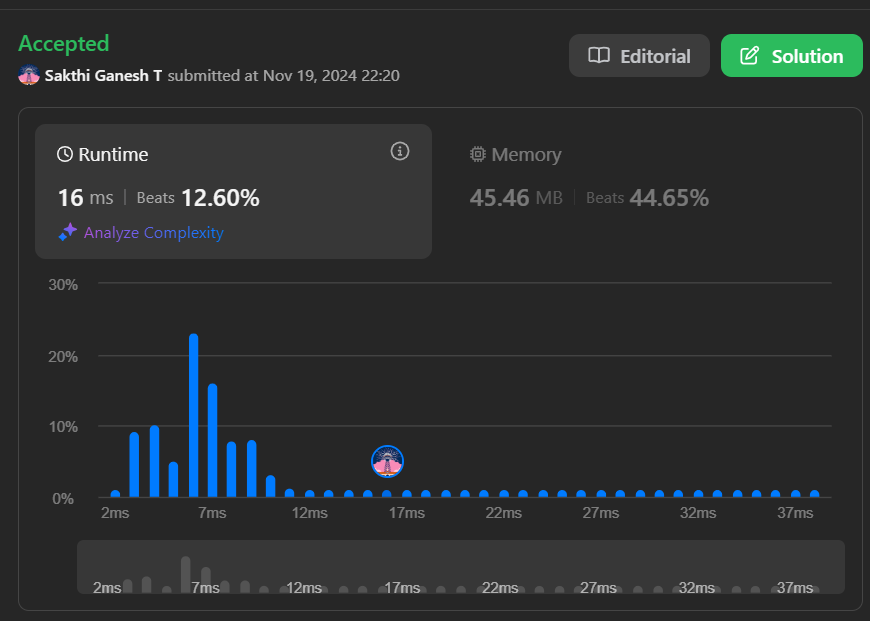 Accepted
Editorial
Solution
Sakthi Ganesh T submitted at Nov 19, 2024 22:20
Runtime
16 ms | Beats 12.60%
Analyze Complexity
Memory
45.46 MB | Beats 44.65%
30%
20%
10%
0%
2ms 7ms 12ms 17ms 22ms 27ms 32ms 37ms
2ms 7ms 12ms 17ms 22ms 27ms 32ms 37ms